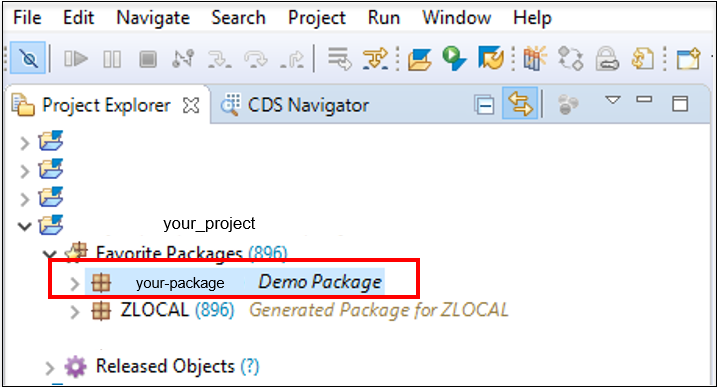 File Edit Navigate Search Project Run Window Help
Project Explorer CDS Navigator
your_project
Favorite Packages (896)
your-package Demo Package
ZLOCAL (896) Generated Package for ZLOCAL
Released Objects (?)